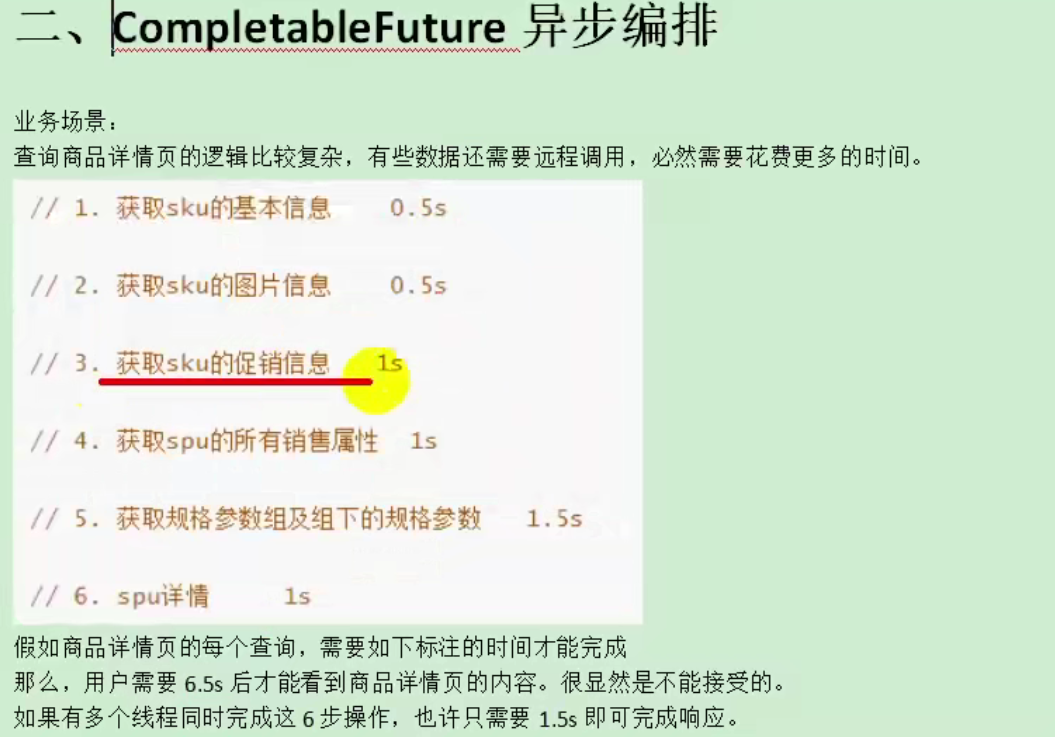 二、CompletableFuture 异步编排
业务场景：
查询商品详情页的逻辑比较复杂，有些数据还需要远程调用，必然需要花费更多的时间。
// 1. 获取sku的基本信息 0.5s
// 2. 获取sku的图片信息 0.5s
// 3. 获取sku的促销信息 1s
// 4. 获取spu的所有销售属性 1s
// 5. 获取规格参数组及组下的规格参数 1.5s
// 6. spu详情 1s
假如商品详情页的每个查询，需要如下标注的时间才能完成
那么，用户需要 6.5s 后才能看到商品详情页的内容。很显然是不能接受的。
如果有多个线程同时完成这 6 步操作，也许只需要 1.5s 即可完成响应。